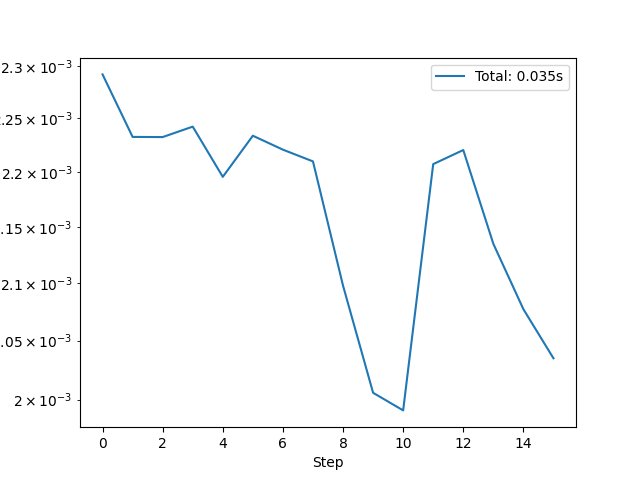 2.3 × 10⁻³
2.25 × 10⁻³
2.2 × 10⁻³
.15 × 10⁻³
2.1 × 10⁻³
.05 × 10⁻³
2 × 10⁻³
Total: 0.035s
0 2 4 6 8 10 12 14
Step